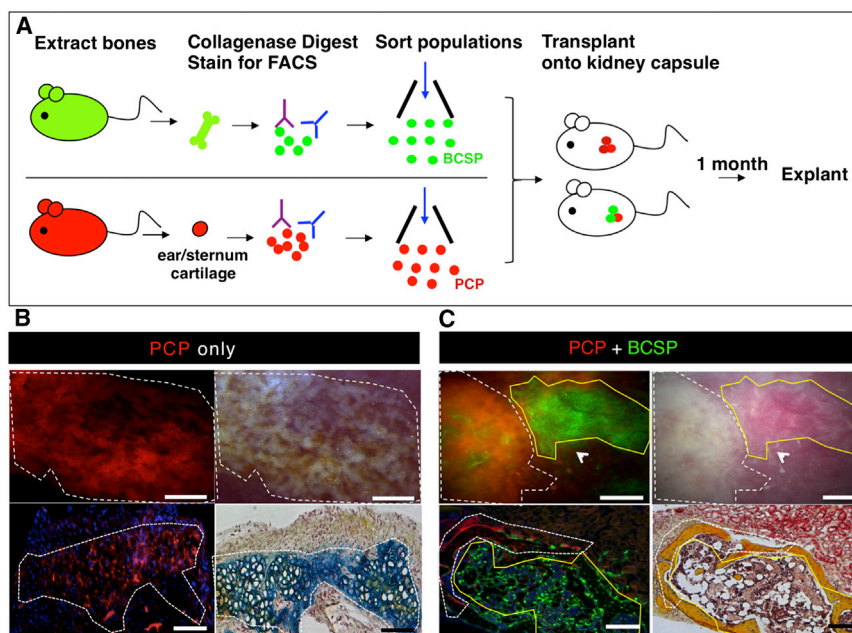 A
Extract bones
Collagenase Digest
Stain for FACS
Sort populations
Transplant
onto kidney capsule
BCSP
1 month
Explant
ear/sternum
cartilage
PCP
B
C
PCP only
PCP + BCSP